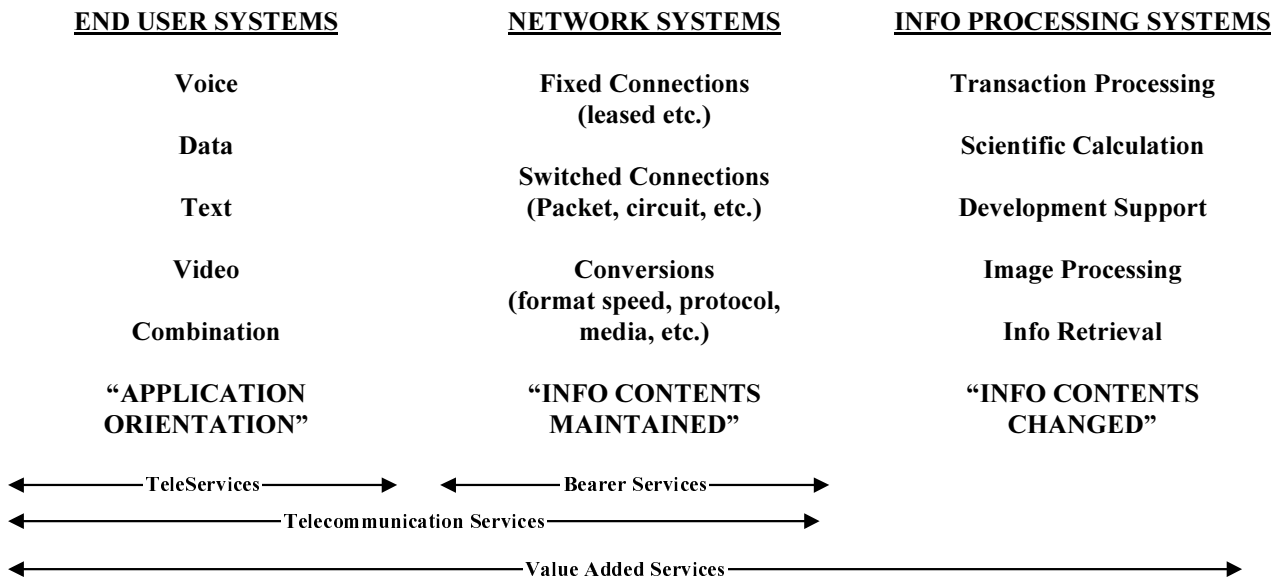 END USER SYSTEMS
Voice
Data
Text
Video
Combination
“APPLICATION
ORIENTATION”
NETWORK SYSTEMS
Fixed Connections
(leased etc.)
Switched Connections
(Packet, circuit, etc.)
Conversions
(format speed, protocol,
media, etc.)
“INFO CONTENTS
MAINTAINED”
INFO PROCESSING SYSTEMS
Transaction Processing
Scientific Calculation
Development Support
Image Processing
Info Retrieval
“INFO CONTENTS
CHANGED”
TeleServices
Bearer Services
Telecommunication Services
Value Added Services